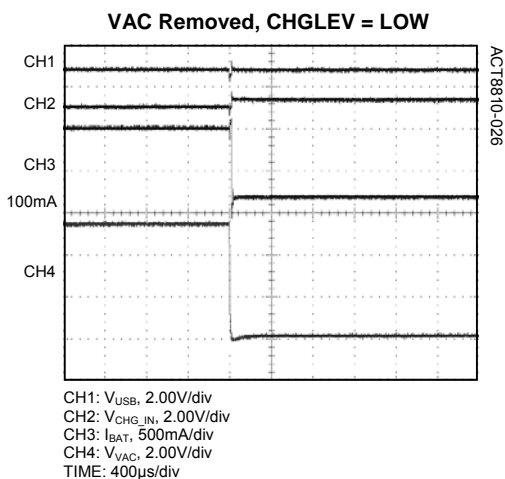 VAC Removed, CHGLEV = LOW
CH1
CH2
CH3
100mA
CH4
ACT8810-026
CH1: VUSB, 2.00V/div
CH2: VCHG_IN, 2.00V/div
CH3: IBAT, 500mA/div
CH4: VVAC, 2.00V/div
TIME: 400µs/div